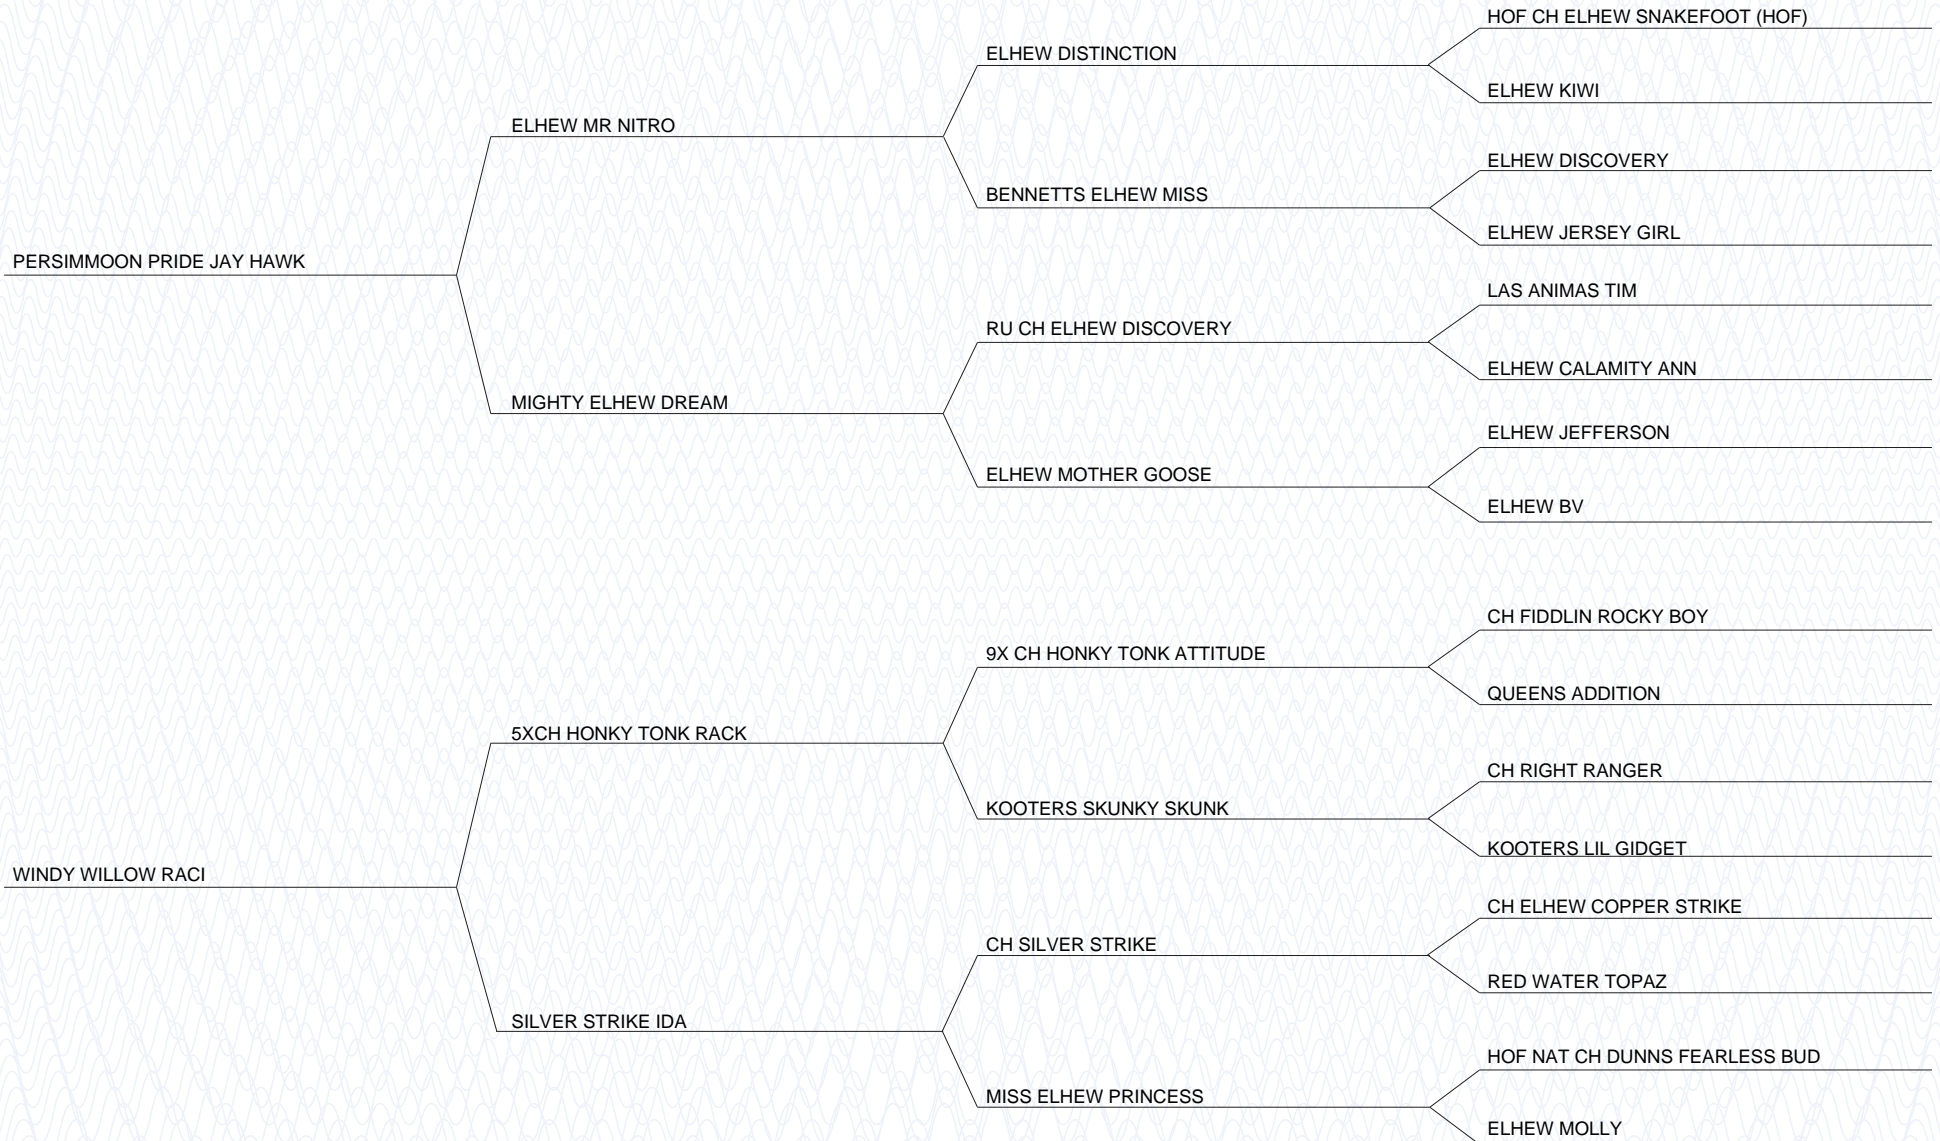 HOF CH ELHEW SNAKEFOOT (HOF)
ELHEW DISTINCTION
ELHEW KIWI
ELHEW MR NITRO
ELHEW DISCOVERY
BENNETTS ELHEW MISS
ELHEW JERSEY GIRL
PERSIMMOON PRIDE JAY HAWK
LAS ANIMAS TIM
RU CH ELHEW DISCOVERY
ELHEW CALAMITY ANN
MIGHTY ELHEW DREAM
ELHEW JEFFERSON
ELHEW MOTHER GOOSE
ELHEW BV
CH FIDDLIN ROCKY BOY
9X CH HONKY TONK ATTITUDE
QUEENS ADDITION
5XCH HONKY TONK RACK
CH RIGHT RANGER
KOOTERS SKUNKY SKUNK
KOOTERS LIL GIDGET
WINDY WILLOW RACI
CH ELHEW COPPER STRIKE
CH SILVER STRIKE
RED WATER TOPAZ
SILVER STRIKE IDA
HOF NAT CH DUNNS FEARLESS BUD
MISS ELHEW PRINCESS
ELHEW MOLLY